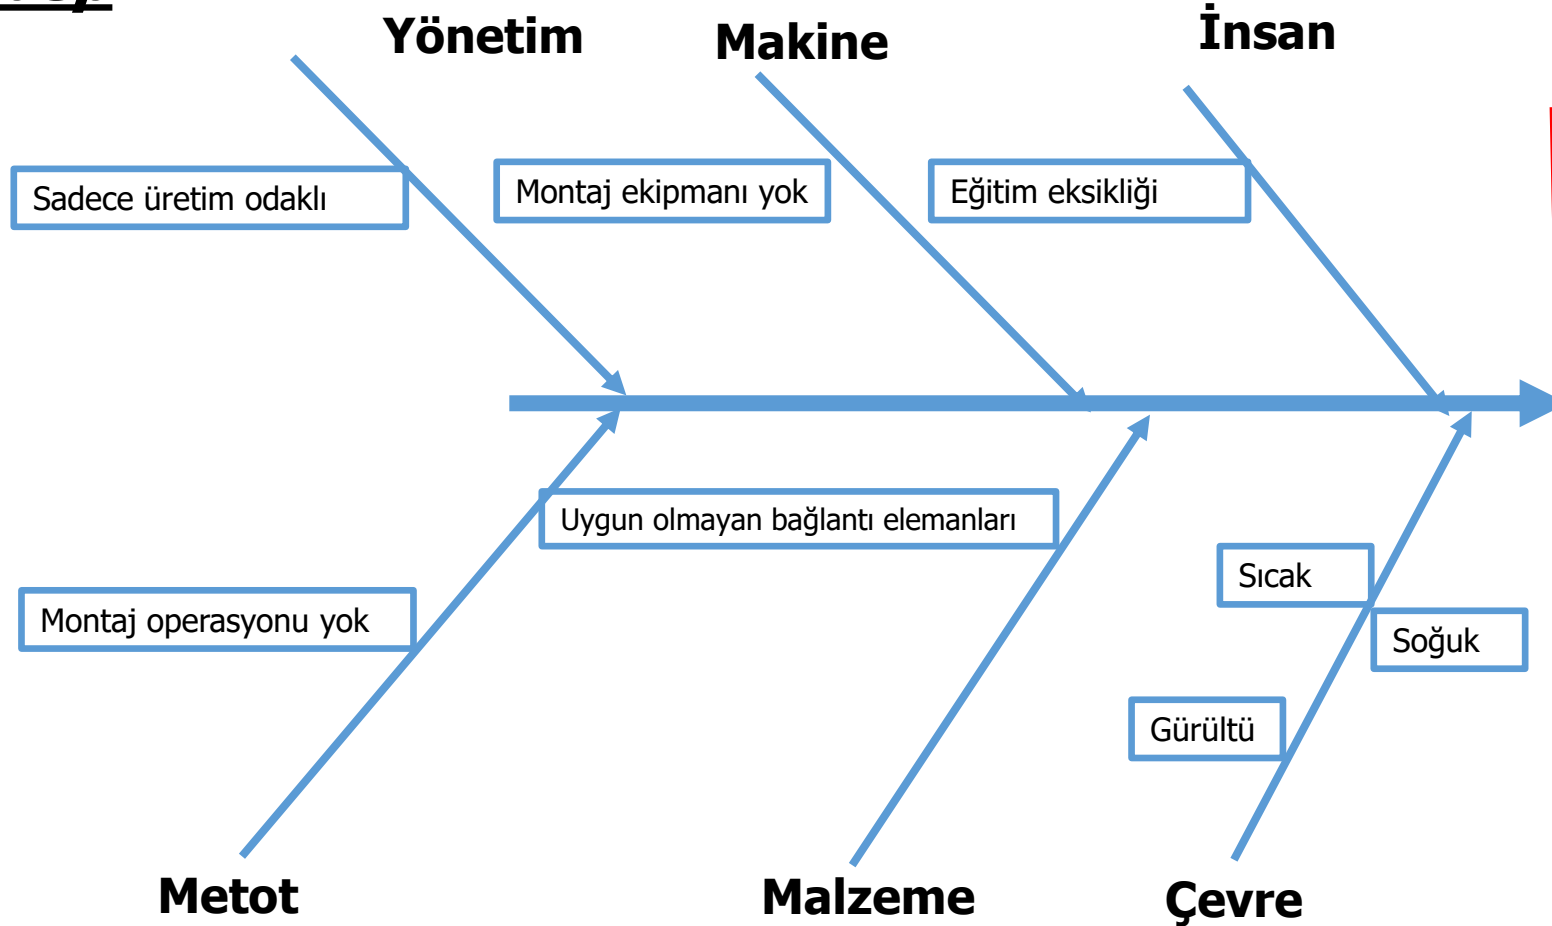 Yönetim
Makine
İnsan
Sadece üretim odaklı
Montaj ekipmanı yok
Eğitim eksikliği
Uygun olmayan bağlantı elemanları
Sıcak
Montaj operasyonu yok
Soğuk
Gürültü
Metot
Malzeme
Çevre